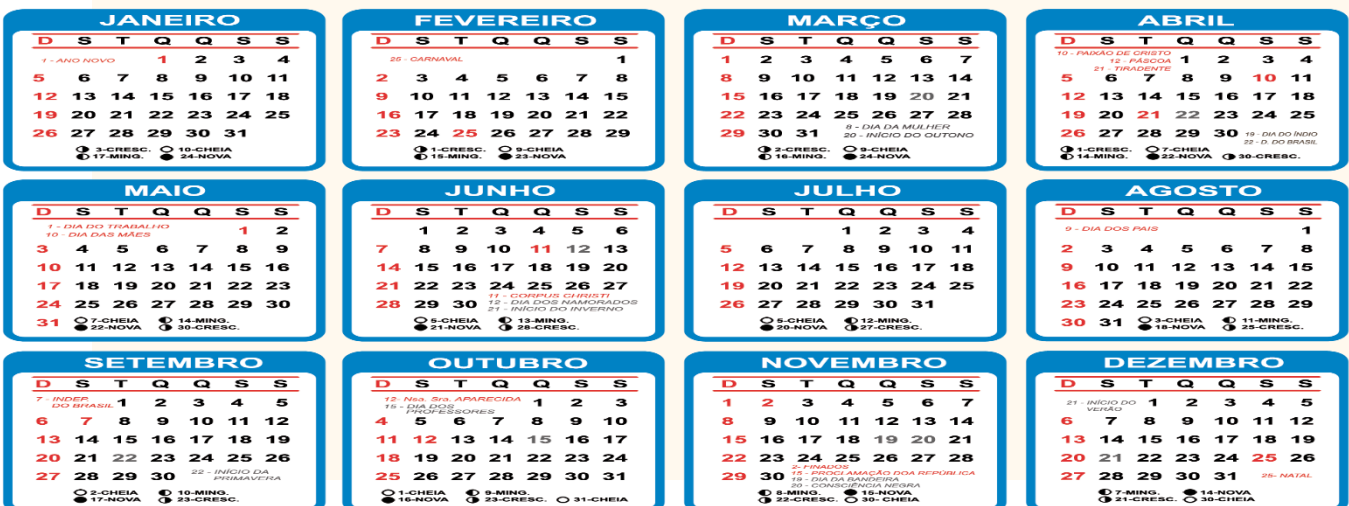 JANEIRO
D S T Q Q S S
1 - ANO NOVO 1 2 3 4
5 6 7 8 9 10 11
12 13 14 15 16 17 18
19 20 21 22 23 24 25
26 27 28 29 30 31
3-CRESC. 10-CHEIA
17-MING. 24-NOVA
FEVEREIRO
D S T Q Q S S
25 - CARNAVAL 1
2 3 4 5 6 7 8
9 10 11 12 13 14 15
16 17 18 19 20 21 22
23 24 25 26 27 28 29
1-CRESC. 9-CHEIA
15-MING. 23-NOVA
MARÇO
D S T Q Q S S
1 2 3 4 5 6 7
8 9 10 11 12 13 14
15 16 17 18 19 20 21
22 23 24 25 26 27 28
29 30 31
8 - DIA DA MULHER
20 - INÍCIO DO OUTONO
2-CRESC. 9-CHEIA
16-MING. 24-NOVA
ABRIL
D S T Q Q S S
10 - PAIXÃO DE CRISTO
12 - PÁSCOA
21 - TIRADENTE
1 2 3 4
5 6 7 8 9 10 11
12 13 14 15 16 17 18
19 20 21 22 23 24 25
26 27 28 29 30
19 - DIA DO ÍNDIO
22 - D. DO BRASIL
1-CRESC. 7-CHEIA
14-MING. 22-NOVA 30-CRESC.
MAIO
D S T Q Q S S
1 - DIA DO TRABALHO
10 - DIA DAS MÃES
1 2
3 4 5 6 7 8 9
10 11 12 13 14 15 16
17 18 19 20 21 22 23
24 25 26 27 28 29 30
31
7-CHEIA 14-MING.
22-NOVA 30-CRESC.
JUNHO
D S T Q Q S S
1 2 3 4 5 6
7 8 9 10 11 12 13
14 15 16 17 18 19 20
21 22 23 24 25 26 27
28 29 30
11 - CORPUS CHRISTI
12 - DIA DOS NAMORADOS
21 - INÍCIO DO INVERNO
5-CHEIA 13-MING.
21-NOVA 28-CRESC.
JULHO
D S T Q Q S S
1 2 3 4
5 6 7 8 9 10 11
12 13 14 15 16 17 18
19 20 21 22 23 24 25
26 27 28 29 30 31
5-CHEIA 12-MING.
20-NOVA 27-CRESC.
AGOSTO
D S T Q Q S S
9 - DIA DOS PAIS 1
2 3 4 5 6 7 8
9 10 11 12 13 14 15
16 17 18 19 20 21 22
23 24 25 26 27 28 29
30 31
3-CHEIA 11-MING.
18-NOVA 25-CRESC.
SETEMBRO
D S T Q Q S S
7 - INDEP.
DO BRASIL
1 2 3 4 5
6 7 8 9 10 11 12
13 14 15 16 17 18 19
20 21 22 23 24 25 26
27 28 29 30
22 - INÍCIO DA
PRIMAVERA
2-CHEIA 10-MING.
17-NOVA 23-CRESC.
OUTUBRO
D S T Q Q S S
12- Nsa. Sra. APARECIDA
15 - DIA DOS
PROFESSORES
1 2 3
4 5 6 7 8 9 10
11 12 13 14 15 16 17
18 19 20 21 22 23 24
25 26 27 28 29 30 31
1-CHEIA 9-MING.
16-NOVA 23-CRESC. 31-CHEIA
NOVEMBRO
D S T Q Q S S
1 2 3 4 5 6 7
8 9 10 11 12 13 14
15 16 17 18 19 20 21
22 23 24 25 26 27 28
29 30
2- FINADOS
15 - PROCLAMAÇÃO DOA REPÚBLICA
19 - DIA DA BANDEIRA
20 - CONSCIÊNCIA NEGRA
8-MING. 15-NOVA
22-CRESC. 30- CHEIA
DEZEMBRO
D S T Q Q S S
21 - INÍCIO DO
VERÃO
1 2 3 4 5
6 7 8 9 10 11 12
13 14 15 16 17 18 19
20 21 22 23 24 25 26
27 28 29 30 31
25- NATAL
7-MING. 14-NOVA
21-CRESC. 30-CHEIA